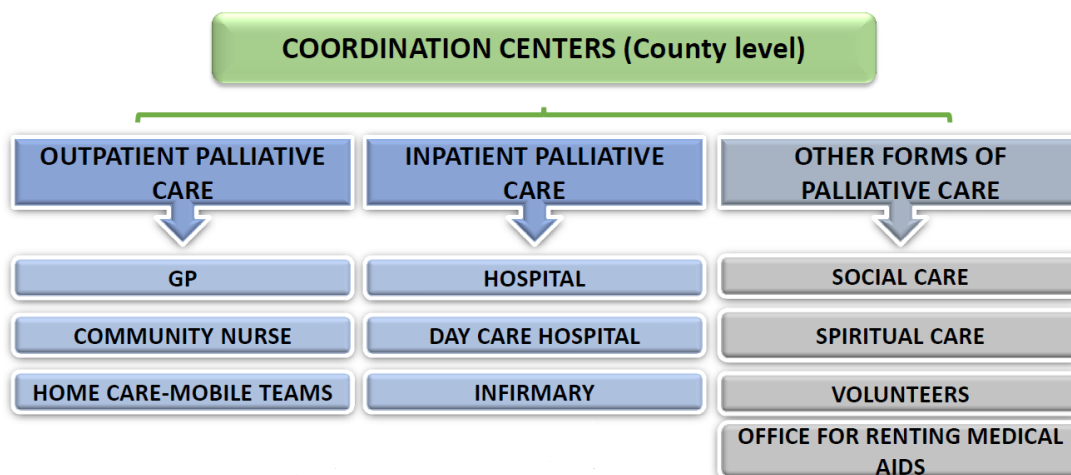 COORDINATION CENTERS (County level)
OUTPATIENT PALLIATIVE
CARE
GP
COMMUNITY NURSE
HOME CARE-MOBILE TEAMS
INPATIENT PALLIATIVE
CARE
HOSPITAL
DAY CARE HOSPITAL
INFIRMARY
OTHER FORMS OF
PALLIATIVE CARE
SOCIAL CARE
SPIRITUAL CARE
VOLUNTEERS
OFFICE FOR RENTING MEDICAL
AIDS